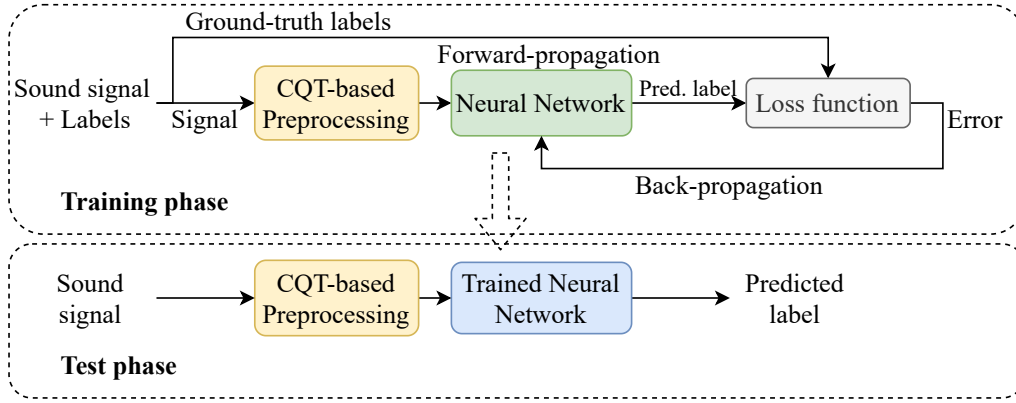 Ground-truth labels
Forward-propagation
Sound signal
+ Labels
Signal
CQT-based
Preprocessing
Neural Network
Pred. label
Loss function
Error
Back-propagation
Training phase
Sound
signal
CQT-based
Preprocessing
Trained Neural
Network
Predicted
label
Test phase